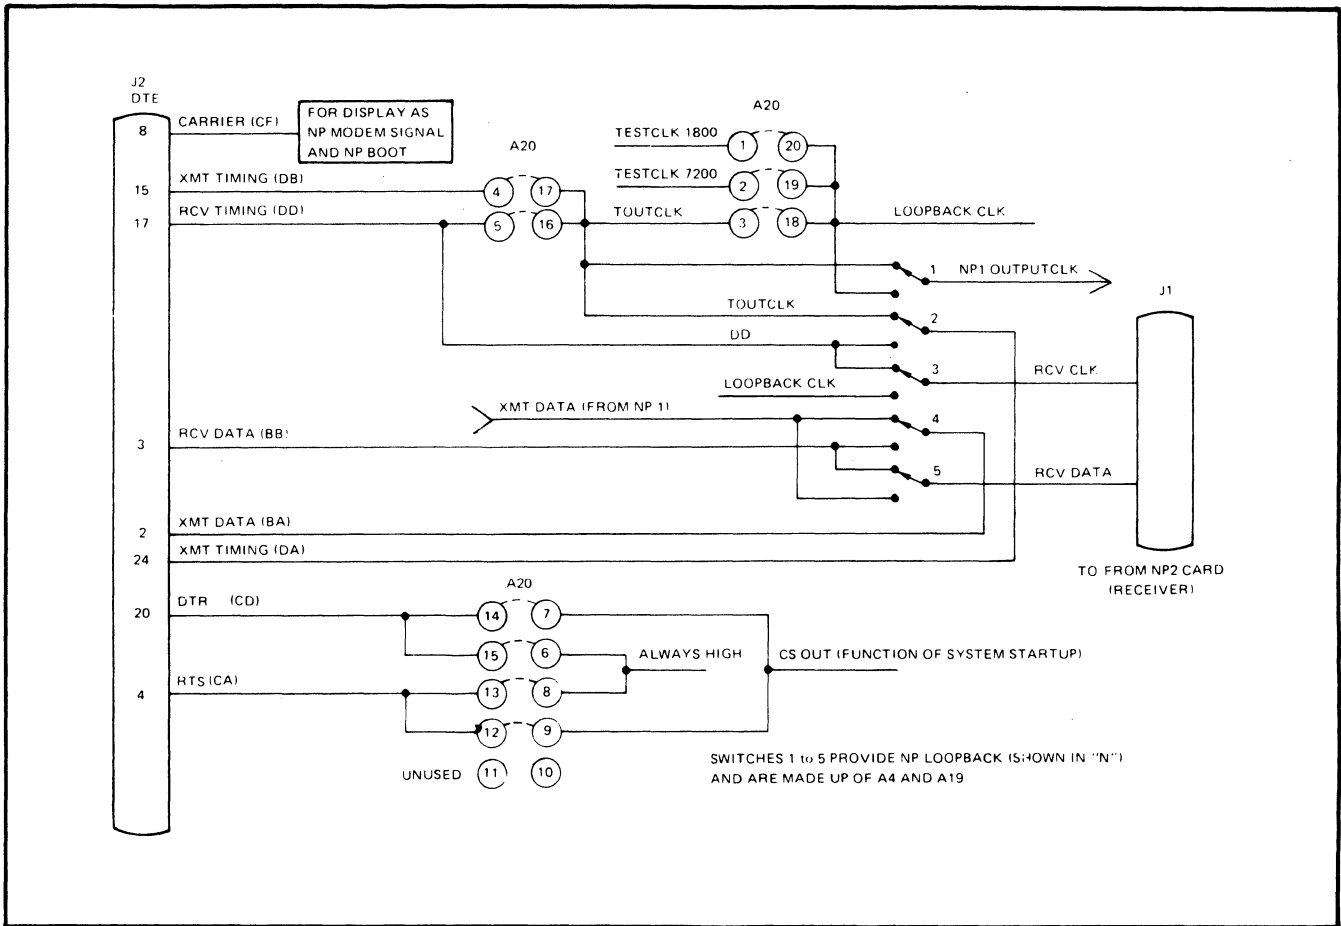 J2
DTE
8
CARRIER (CF)
FOR DISPLAY AS
NP MODEM SIGNAL
AND NP BOOT
A20
A20
TESTCLK 1800
1
20
15
XMT TIMING (DB)
4
17
TESTCLK 7200
2
19
17
RCV TIMING (DD)
5
16
TOUTCLK
3
18
LOOPBACK CLK
1
NP1 OUTPUTCLK
J1
TOUTCLK
2
DD
3
RCV CLK
LOOPBACK CLK
XMT DATA (FROM NP 1)
4
3
RCV DATA (BB)
5
RCV DATA
2
XMT DATA (BA)
24
XMT TIMING (DA)
TO FROM NP2 CARD
(RECEIVER)
A20
20
DTR (CD)
14
7
15
6
ALWAYS HIGH
CS OUT (FUNCTION OF SYSTEM STARTUP)
4
RTS (CA)
13
8
12
9
UNUSED
11
10
SWITCHES 1 to 5 PROVIDE NP LOOPBACK (SHOWN IN "N")
AND ARE MADE UP OF A4 AND A19